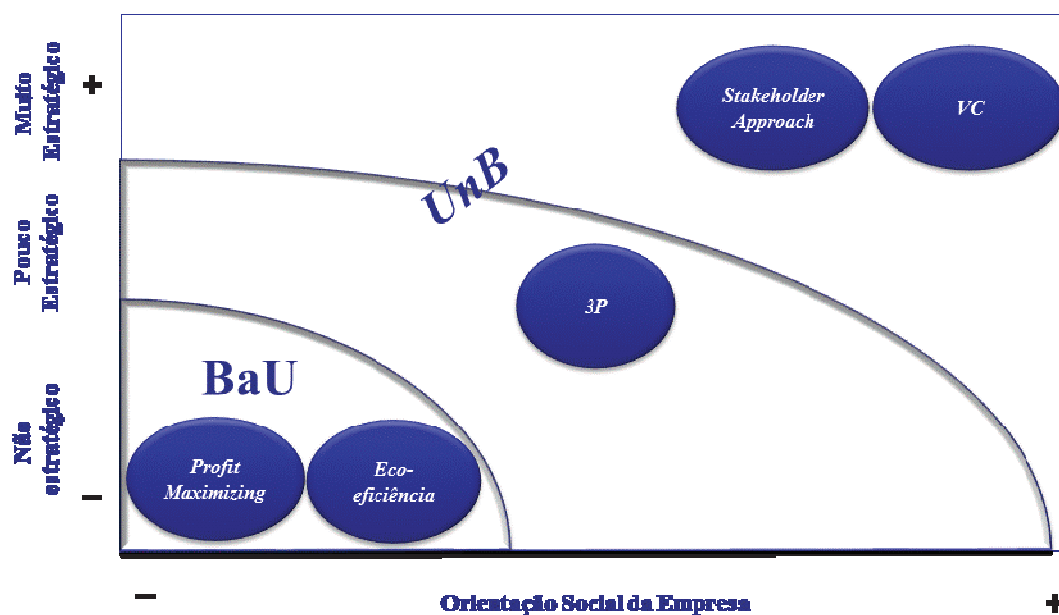 Muito
Estratégico
+
Stakeholder
Approach
VC
UnB
Pouco
Estratégico
3P
BaU
Não
estratégico
Profit
Maximizing
Eco-
eficiência
–
–
Orientação Social da Empresa
+